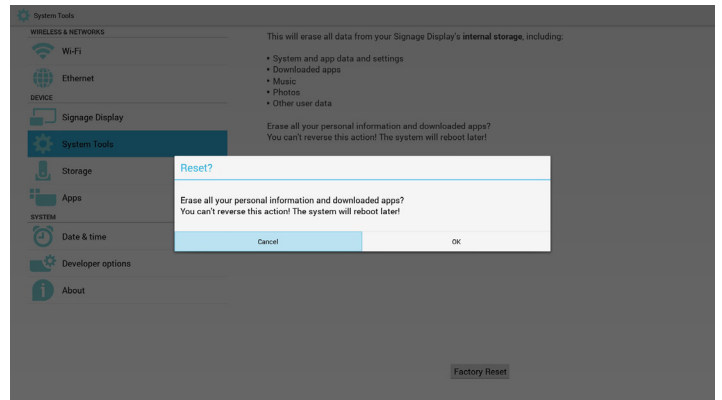 System Tools
WIRELESS & NETWORKS
Wi-Fi
Ethernet
DEVICE
Signage Display
System Tools
Storage
Apps
SYSTEM
Date & time
Developer options
About
This will erase all data from your Signage Display's internal storage, including:
• System and app data and settings
• Downloaded apps
• Music
• Photos
• Other user data
Erase all your personal information and downloaded apps?
You can't reverse this action! The system will reboot later!
Reset?
Erase all your personal information and downloaded apps?
You can't reverse this action! The system will reboot later!
Cancel
OK
Factory Reset